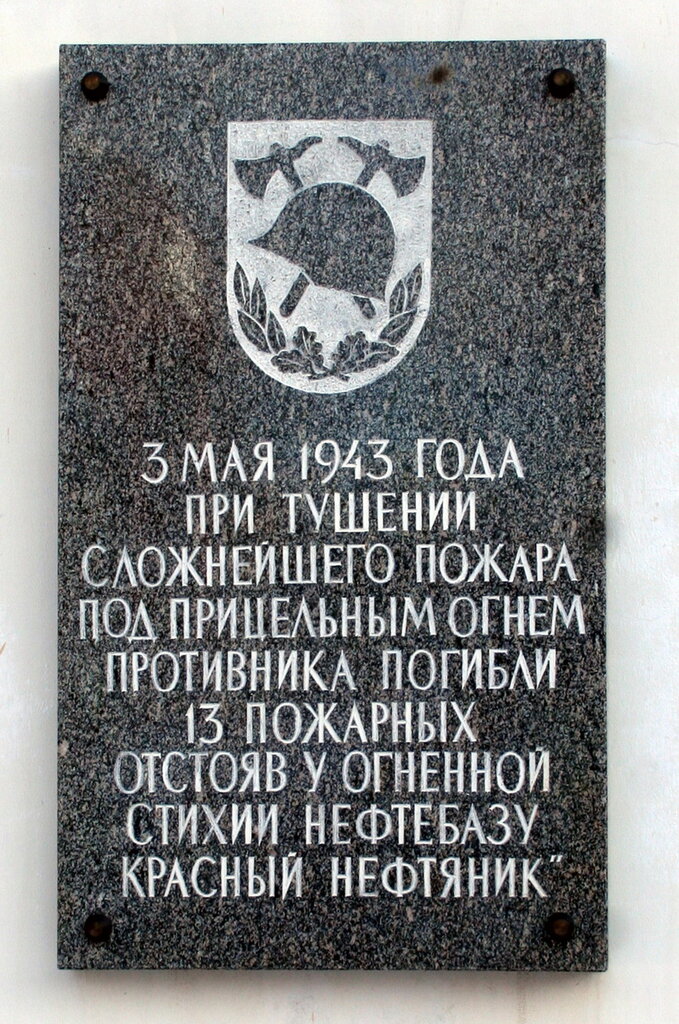 3 МАЯ 1943 ГОДА
ПРИ ТУШЕНИИ
СЛОЖНЕЙШЕГО ПОЖАРА
ПОД ПРИЦЕЛЬНЫМ ОГНЕМ
ПРОТИВНИКА ПОГИБЛИ
13 ПОЖАРНЫХ
ОТСТОЯВ У ОГНЕННОЙ
СТИХИИ НЕФТЕБАЗУ
"КРАСНЫЙ НЕФТЯНИК"